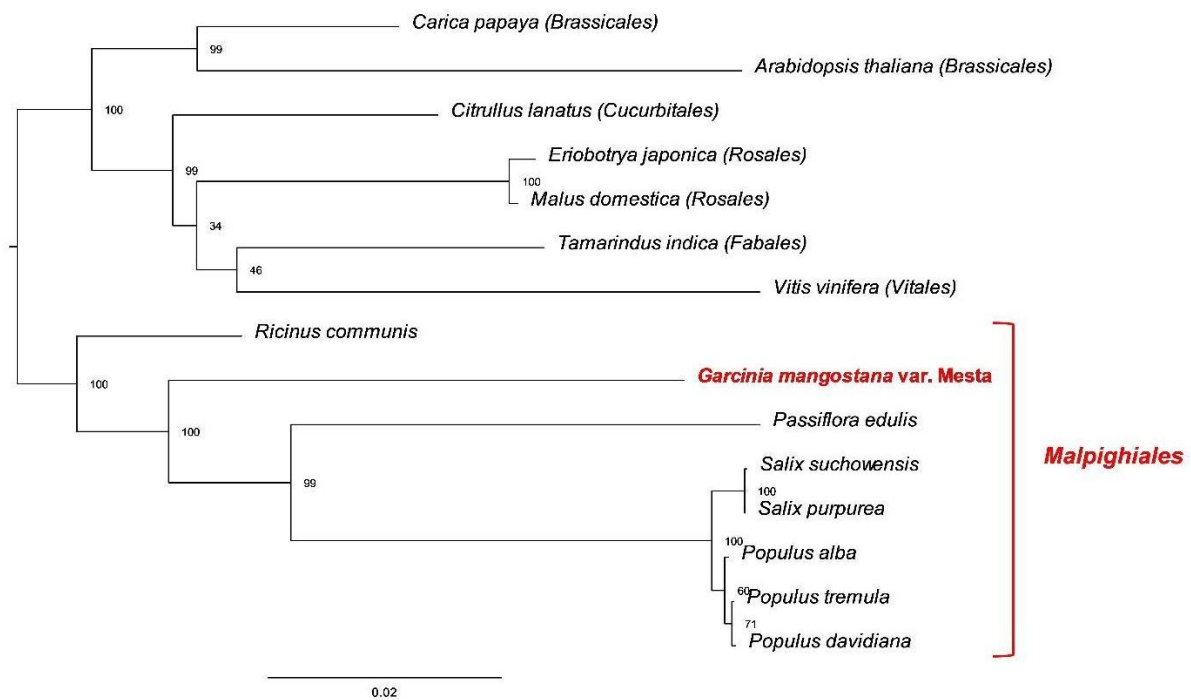 Carica papaya (Brassicales)
99
Arabidopsis thaliana (Brassicales)
100
Citrullus lanatus (Cucurbitales)
99
Eriobotrya japonica (Rosales)
100
Malus domestica (Rosales)
34
Tamarindus indica (Fabales)
46
Vitis vinifera (Vitales)
Ricinus communis
100
Garcinia mangostana var. Mesta
100
Passiflora edulis
Malpighiales
99
Salix suchowensis
100
Salix purpurea
100
Populus alba
60
Populus tremula
71
Populus davidiana
0.02